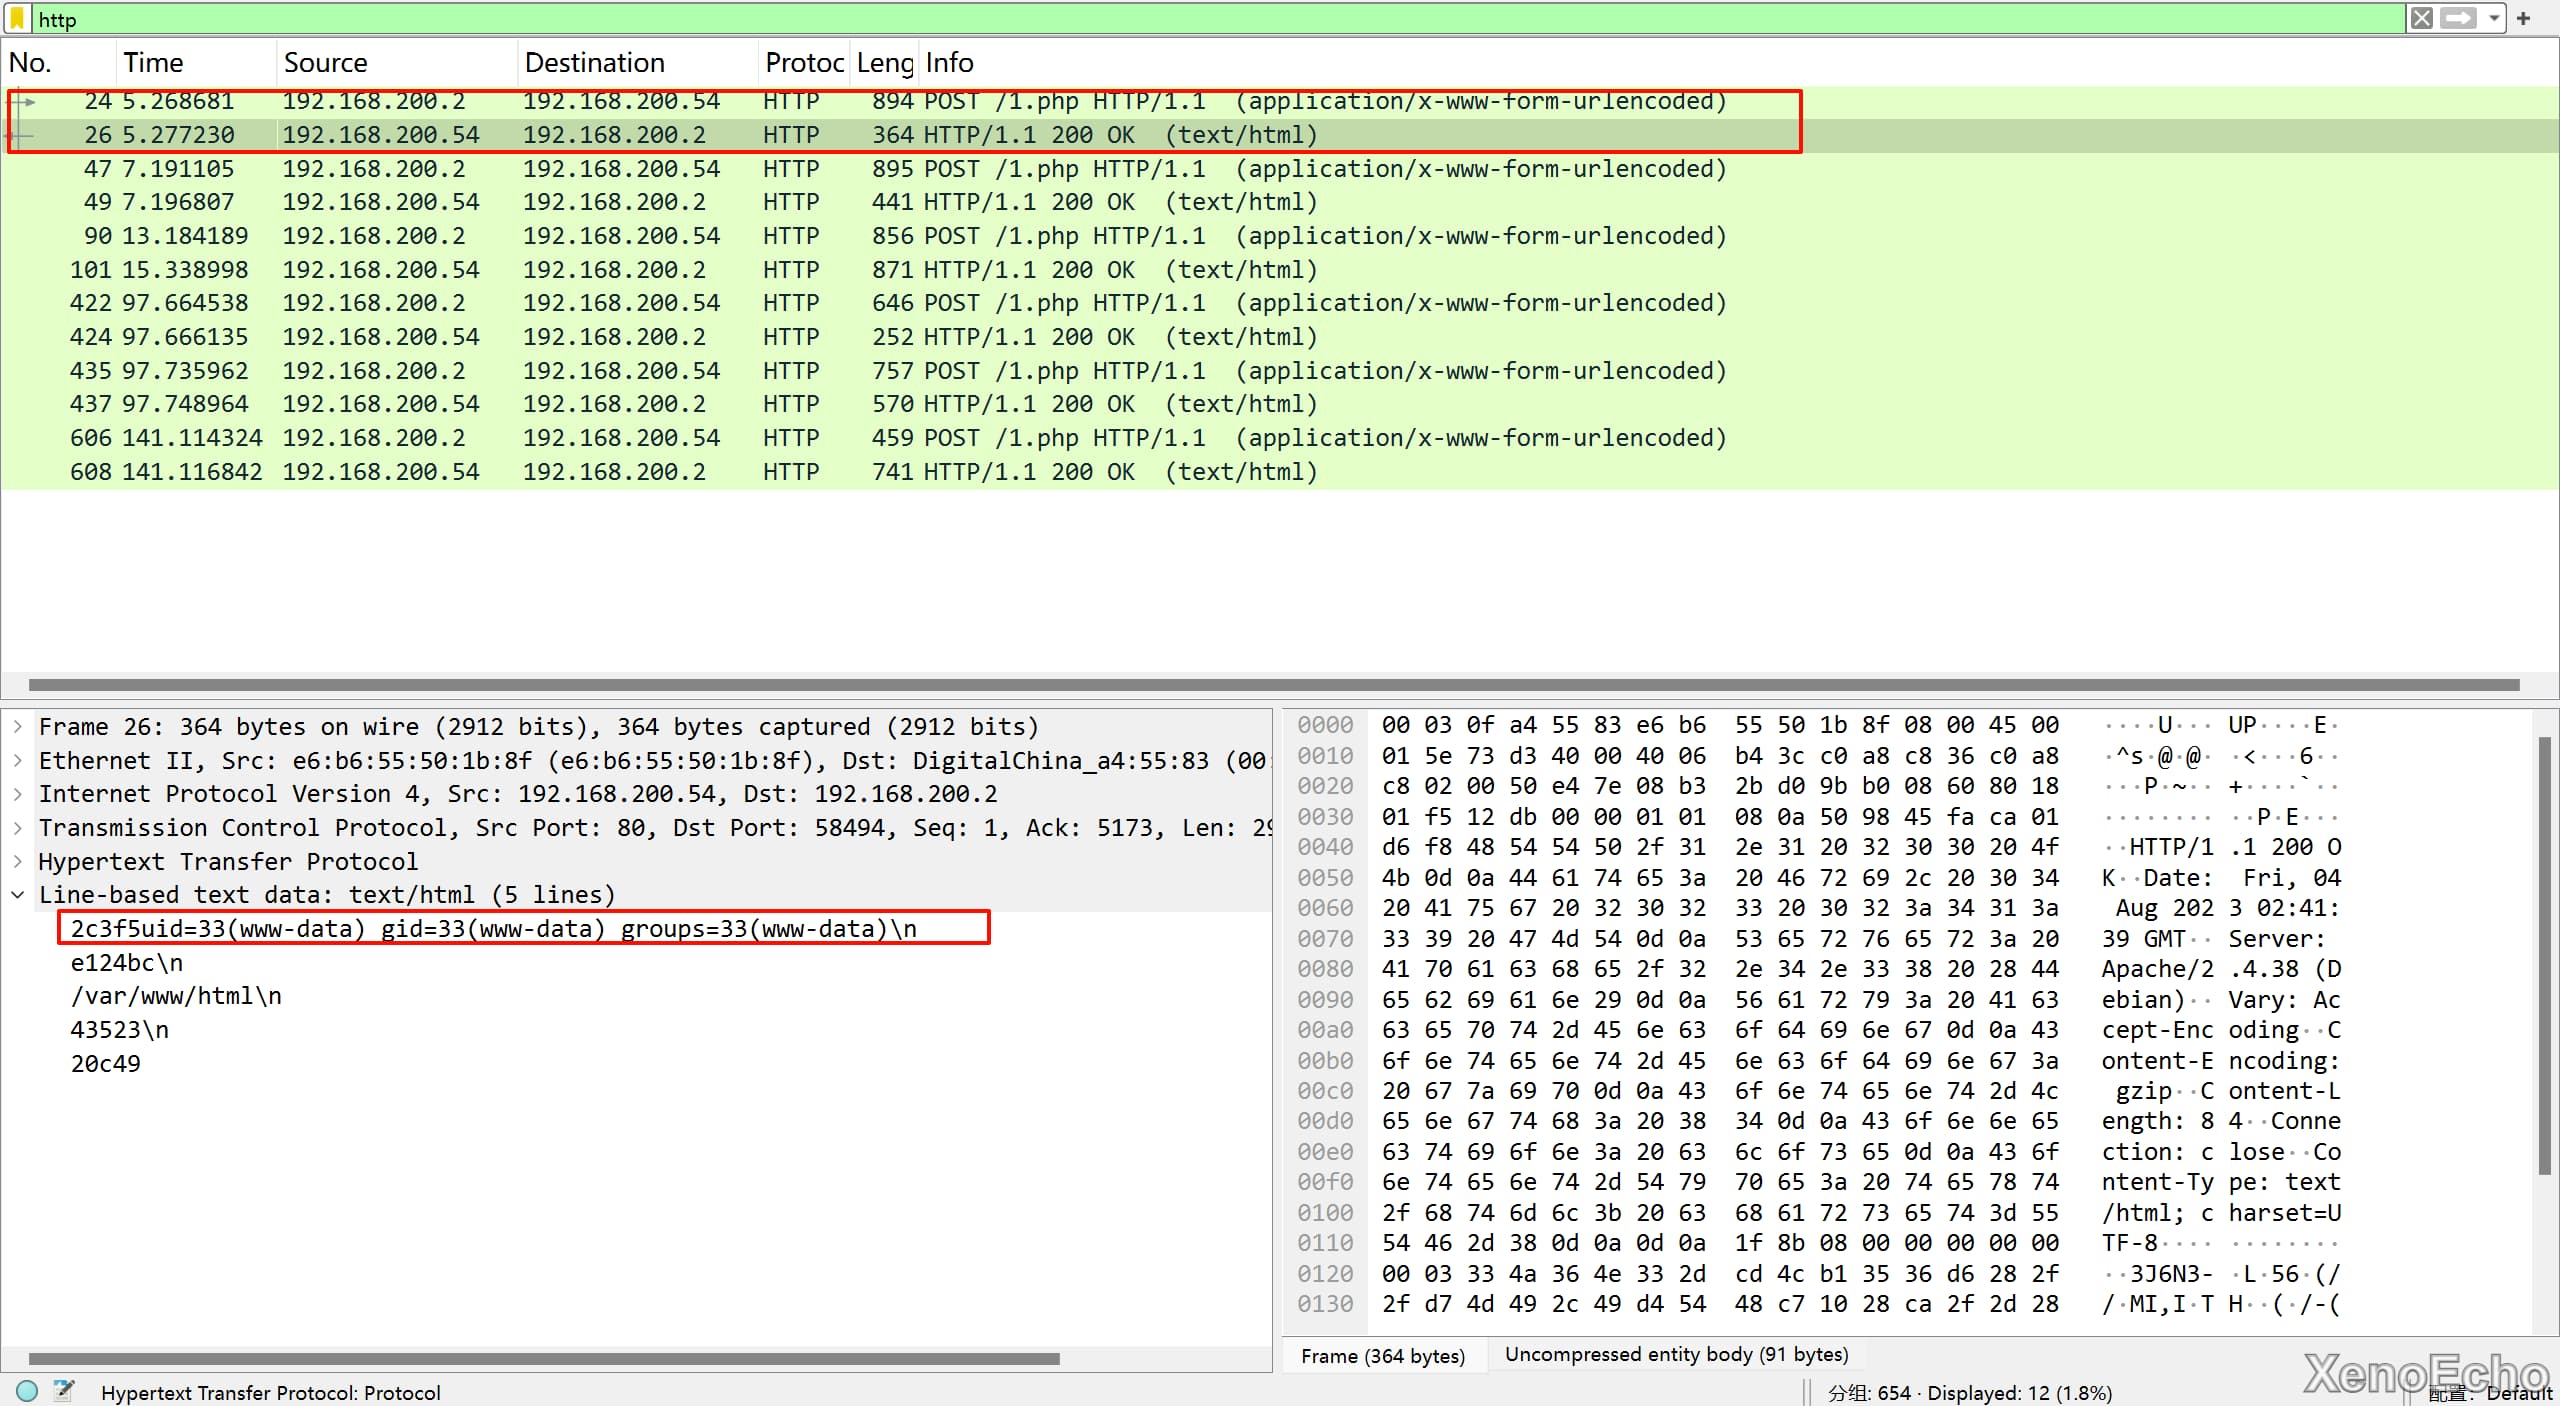 http
No. Time Source Destination Protoc Leng Info
24 5.268681 192.168.200.2 192.168.200.54 HTTP 894 POST /1.php HTTP/1.1 (application/x-www-form-urlencoded)
26 5.277230 192.168.200.54 192.168.200.2 HTTP 364 HTTP/1.1 200 OK (text/html)
47 7.191105 192.168.200.2 192.168.200.54 HTTP 895 POST /1.php HTTP/1.1 (application/x-www-form-urlencoded)
49 7.196807 192.168.200.54 192.168.200.2 HTTP 441 HTTP/1.1 200 OK (text/html)
90 13.184189 192.168.200.2 192.168.200.54 HTTP 856 POST /1.php HTTP/1.1 (application/x-www-form-urlencoded)
101 15.338998 192.168.200.54 192.168.200.2 HTTP 871 HTTP/1.1 200 OK (text/html)
422 97.664538 192.168.200.2 192.168.200.54 HTTP 646 POST /1.php HTTP/1.1 (application/x-www-form-urlencoded)
424 97.666135 192.168.200.54 192.168.200.2 HTTP 252 HTTP/1.1 200 OK (text/html)
435 97.735962 192.168.200.2 192.168.200.54 HTTP 757 POST /1.php HTTP/1.1 (application/x-www-form-urlencoded)
437 97.748964 192.168.200.54 192.168.200.2 HTTP 570 HTTP/1.1 200 OK (text/html)
606 141.114324 192.168.200.2 192.168.200.54 HTTP 459 POST /1.php HTTP/1.1 (application/x-www-form-urlencoded)
608 141.116842 192.168.200.54 192.168.200.2 HTTP 741 HTTP/1.1 200 OK (text/html)
Frame 26: 364 bytes on wire (2912 bits), 364 bytes captured (2912 bits)
Ethernet II, Src: e6:b6:55:50:1b:8f (e6:b6:55:50:1b:8f), Dst: DigitalChina_a4:55:83 (00:
Internet Protocol Version 4, Src: 192.168.200.54, Dst: 192.168.200.2
Transmission Control Protocol, Src Port: 80, Dst Port: 58494, Seq: 1, Ack: 5173, Len: 29
Hypertext Transfer Protocol
Line-based text data: text/html (5 lines)
2c3f5uid=33(www-data) gid=33(www-data) groups=33(www-data)\n
e124bc\n
/var/www/html\n
43523\n
20c49
0000 00 03 0f a4 55 83 e6 b6 55 50 1b 8f 08 00 45 00 ····U··· UP····E·
0010 01 5e 73 d3 40 00 40 06 b4 3c c0 a8 c8 36 c0 a8 ·^s·@·@· ·<···6··
0020 c8 02 00 50 e4 7e 08 b3 2b d0 9b b0 08 60 80 18 ···P·~·· +····`··
0030 01 f5 12 db 00 00 01 01 08 0a 50 98 45 fa ca 01 ········ ··P·E···
0040 d6 f8 48 54 54 50 2f 31 2e 31 20 32 30 30 20 4f ··HTTP/1 .1 200 O
0050 4b 0d 0a 44 61 74 65 3a 20 46 72 69 2c 20 30 34 K··Date: Fri, 04
0060 20 41 75 67 20 32 30 32 33 20 30 32 3a 34 31 3a Aug 202 3 02:41:
0070 33 39 20 47 4d 54 0d 0a 53 65 72 76 65 72 3a 20 39 GMT·· Server:
0080 41 70 61 63 68 65 2f 32 2e 34 2e 33 38 20 28 44 Apache/2 .4.38 (D
0090 65 62 69 61 6e 29 0d 0a 56 61 72 79 3a 20 41 63 ebian)·· Vary: Ac
00a0 63 65 70 74 2d 45 6e 63 6f 64 69 6e 67 0d 0a 43 cept-Enc oding··C
00b0 6f 6e 74 65 6e 74 2d 45 6e 63 6f 64 69 6e 67 3a ontent-E ncoding:
00c0 20 67 7a 69 70 0d 0a 43 6f 6e 74 65 6e 74 2d 4c gzip··C ontent-L
00d0 65 6e 67 74 68 3a 20 38 34 0d 0a 43 6f 6e 6e 65 ength: 8 4··Conne
00e0 63 74 69 6f 6e 3a 20 63 6c 6f 73 65 0d 0a 43 6f ction: c lose··Co
00f0 6e 74 65 6e 74 2d 54 79 70 65 3a 20 74 65 78 74 ntent-Ty pe: text
0100 2f 68 74 6d 6c 3b 20 63 68 61 72 73 65 74 3d 55 /html; c harset=U
0110 54 46 2d 38 0d 0a 0d 0a 1f 8b 08 00 00 00 00 00 TF-8···· ········
0120 00 03 33 4a 36 4e 33 2d cd 4c b1 35 36 d6 28 2f ··3J6N3- ·L·56·(/
0130 2f d7 4d 49 2c 49 d4 54 48 c7 10 28 ca 2f 2d 28 /·MI,I·T H··(·/-(
Frame (364 bytes) Uncompressed entity body (91 bytes)
Hypertext Transfer Protocol: Protocol
分组: 654 · Displayed: 12 (1.8%)
配置: Default
XenoEcho